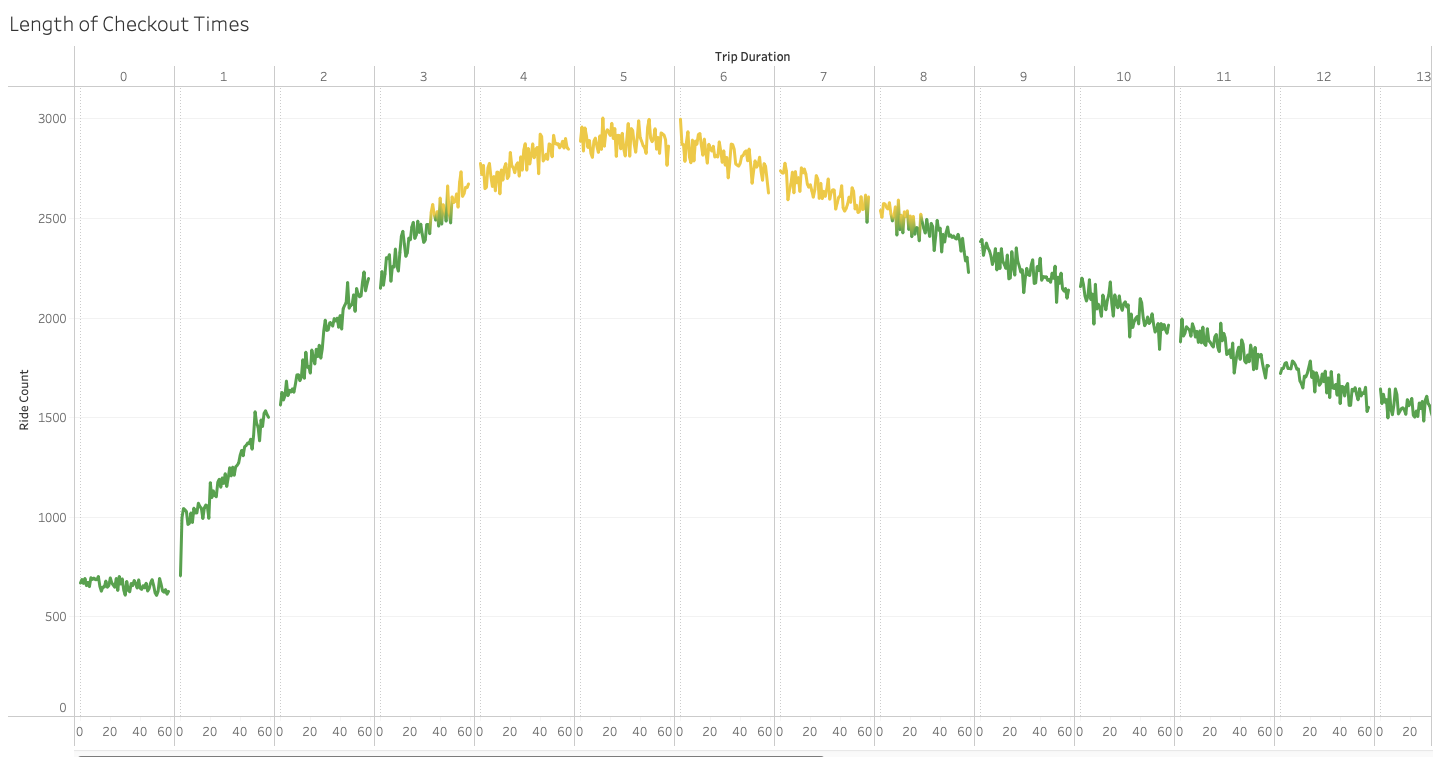 Length of Checkout Times
Trip Duration
0 1 2 3 4 5 6 7 8 9 10 11 12 13
3000
2500
2000
1500
1000
500
0
Ride Count
0 20 40 60 0 20 40 60 0 20 40 60 0 20 40 60 0 20 40 60 0 20 40 60 0 20 40 60 0 20 40 60 0 20 40 60 0 20 40 60 0 20 40 60 0 20 40 60 0 20 40 60 0 20